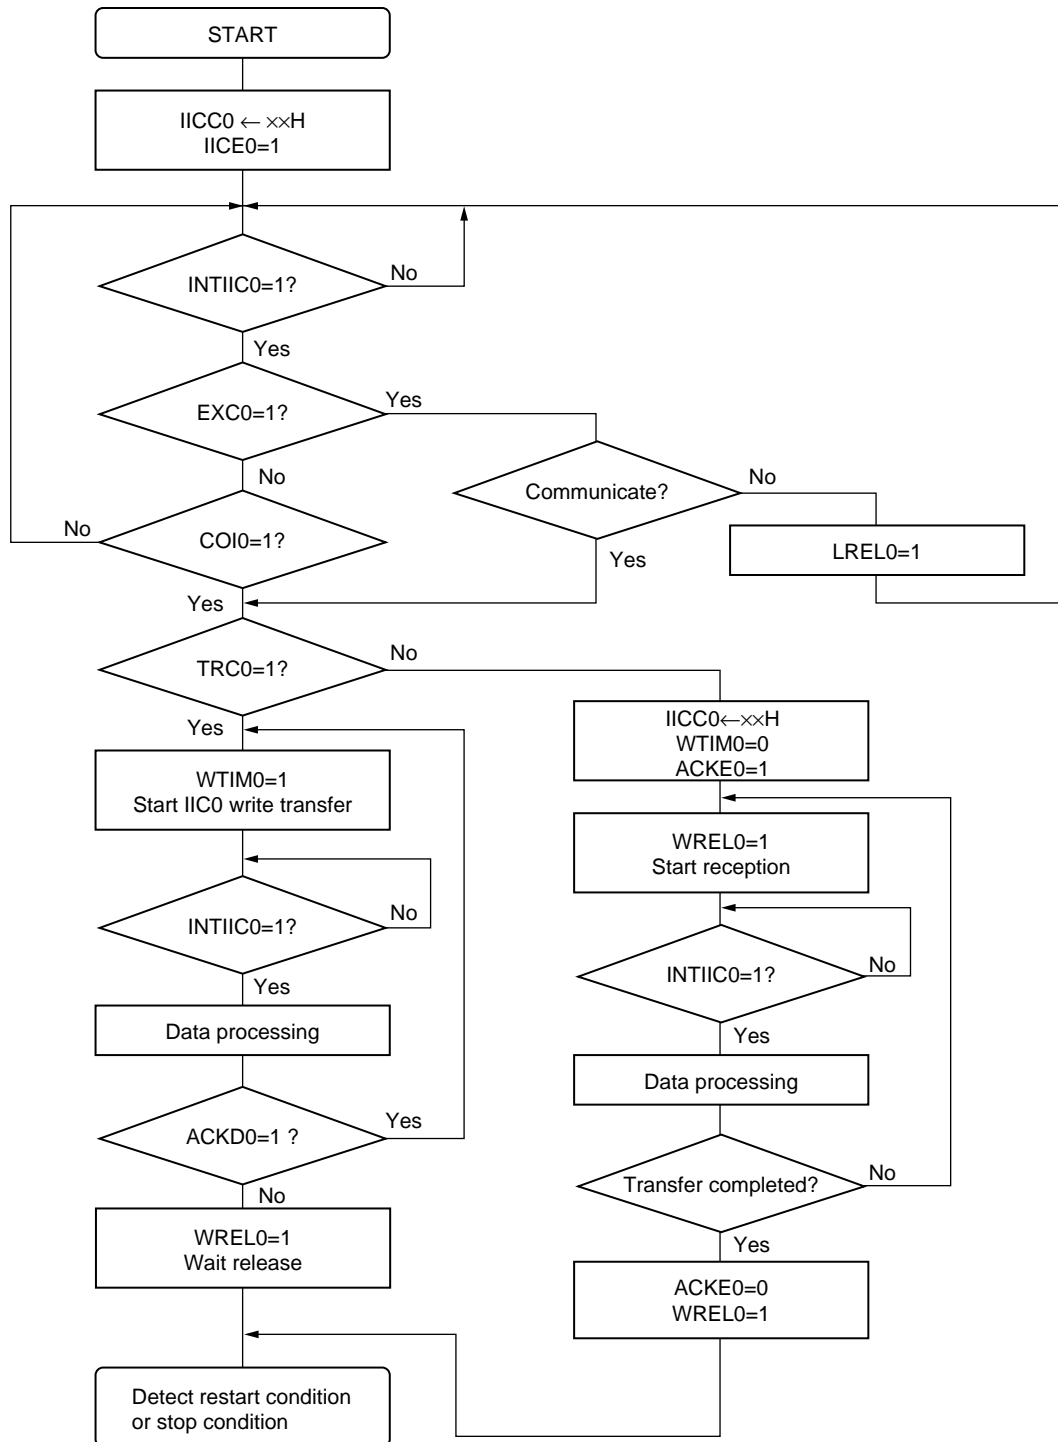 START
IICC0 ← ××H
IICE0=1
INTIIC0=1?
No
Yes
EXC0=1?
Yes
No
Communicate?
No
No
COI0=1?
Yes
LREL0=1
Yes
TRC0=1?
No
Yes
IICC0←××H
WTIM0=0
ACKE0=1
WTIM0=1
Start IIC0 write transfer
WREL0=1
Start reception
INTIIC0=1?
No
INTIIC0=1?
No
Yes
Yes
Data processing
Data processing
ACKD0=1 ?
Yes
Transfer completed?
No
No
WREL0=1
Wait release
Yes
ACKE0=0
WREL0=1
Detect restart condition
or stop condition